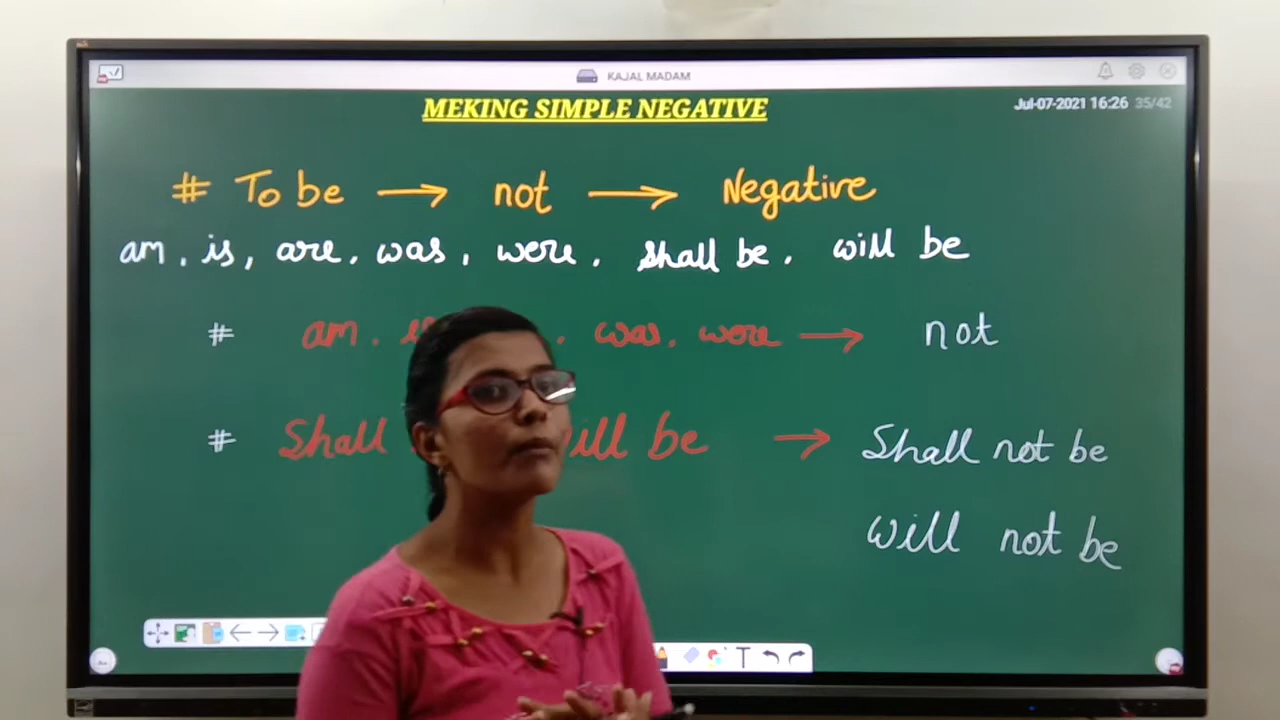 KAJAL MADAM
MEKING SIMPLE NEGATIVE
Jul-07-2021 16:26 35/42
# To be → not → Negative
am, is, are, was, were, shall be, will be
# am, . was, were → not
# Shall be → Shall not be
will not be
T